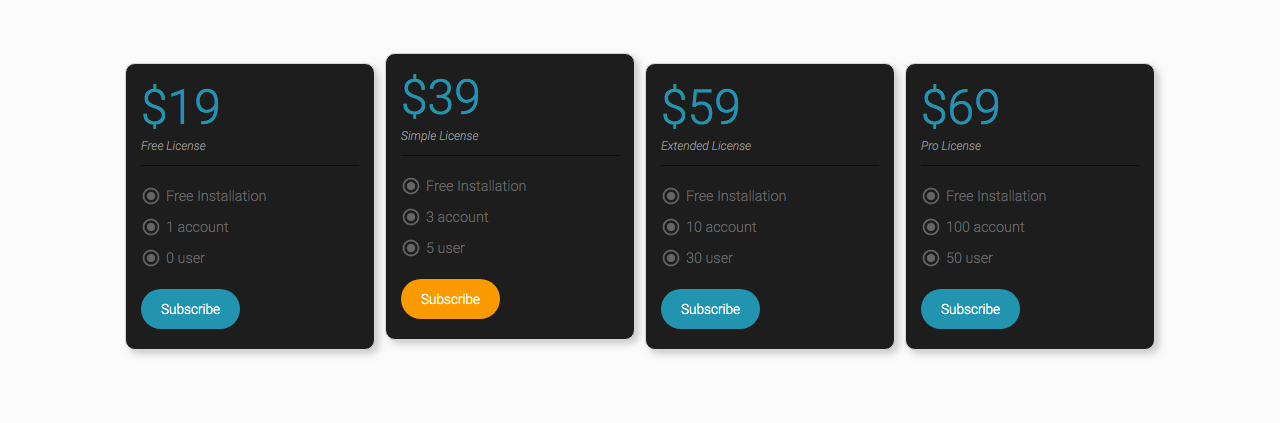 $19
Free License
Free Installation
1 account
0 user
Subscribe
$39
Simple License
Free Installation
3 account
5 user
Subscribe
$59
Extended License
Free Installation
10 account
30 user
Subscribe
$69
Pro License
Free Installation
100 account
50 user
Subscribe